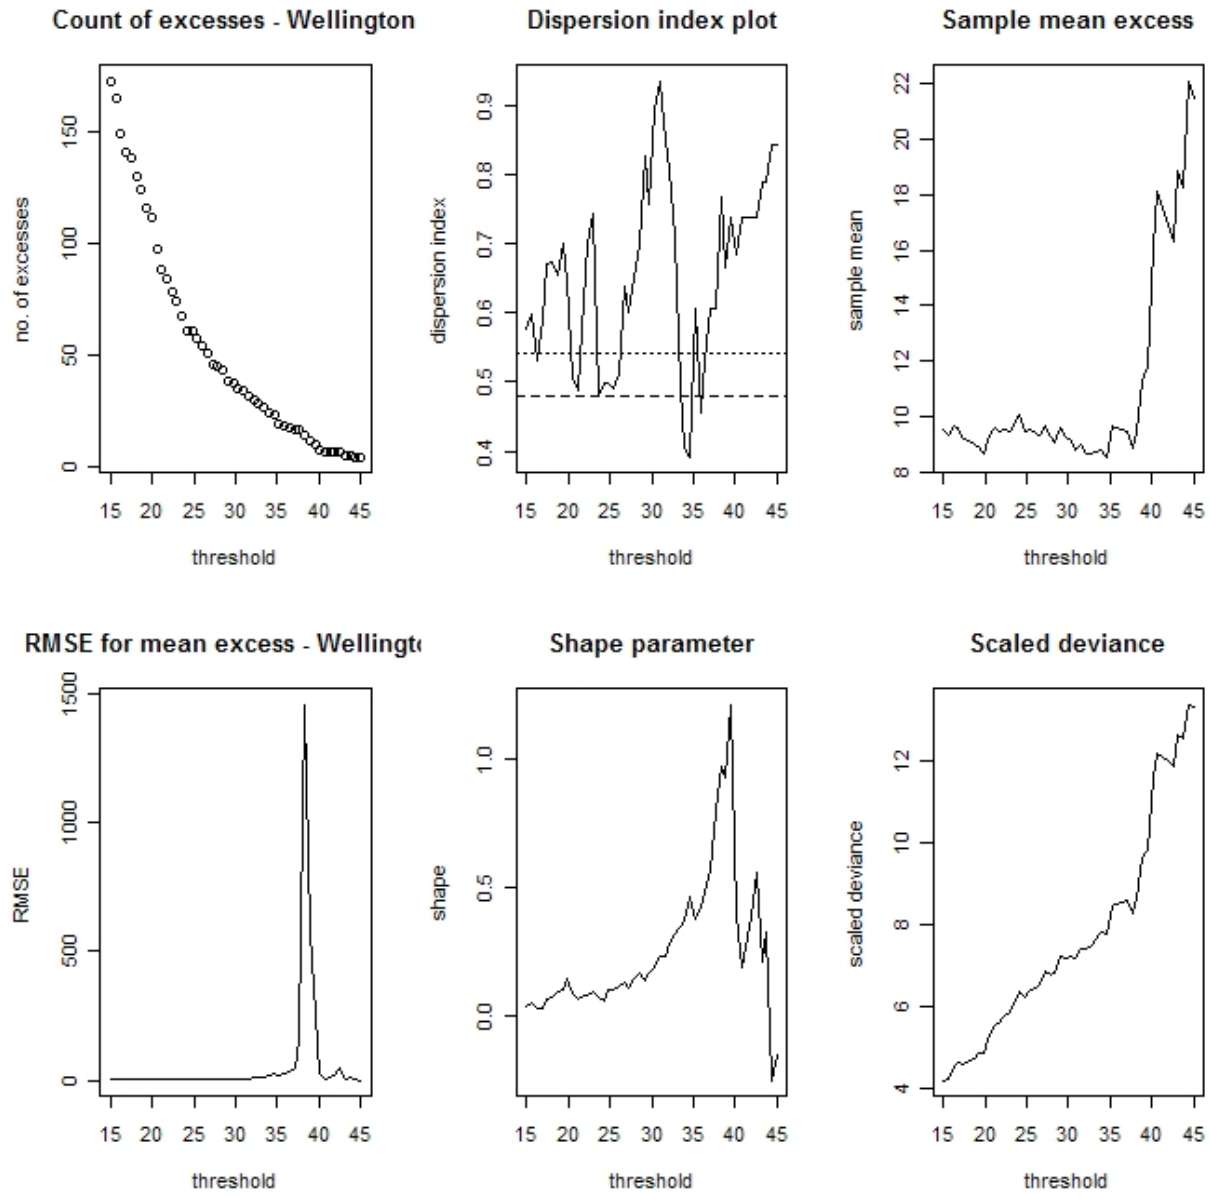 Count of excesses - Wellington
no. of excesses
150
100
50
0
15 20 25 30 35 40 45
threshold
Dispersion index plot
dispersion index
0.9
0.8
0.7
0.6
0.5
0.4
15 20 25 30 35 40 45
threshold
Sample mean excess
sample mean
22
20
18
16
14
12
10
8
15 20 25 30 35 40 45
threshold
RMSE for mean excess - Wellingto
RMSE
1500
1000
500
0
15 20 25 30 35 40 45
threshold
Shape parameter
shape
1.0
0.5
0.0
15 20 25 30 35 40 45
threshold
Scaled deviance
scaled deviance
12
10
8
6
4
15 20 25 30 35 40 45
threshold